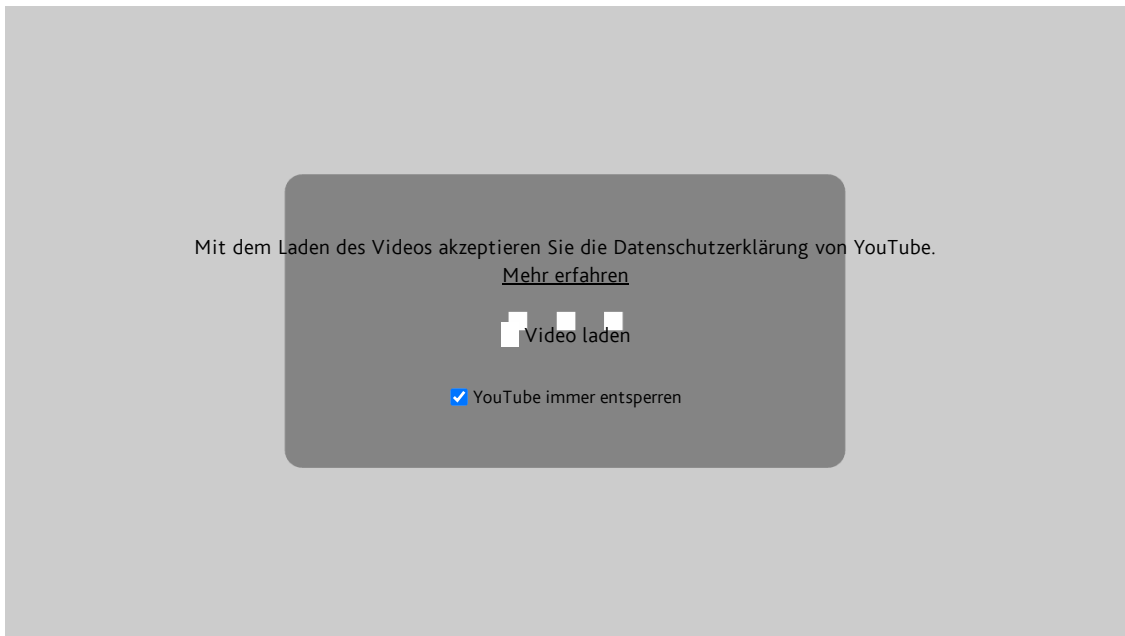 Mit dem Laden des Videos akzeptieren Sie die Datenschutzerklärung von YouTube.
Mehr erfahren
Video laden
YouTube immer entsperren